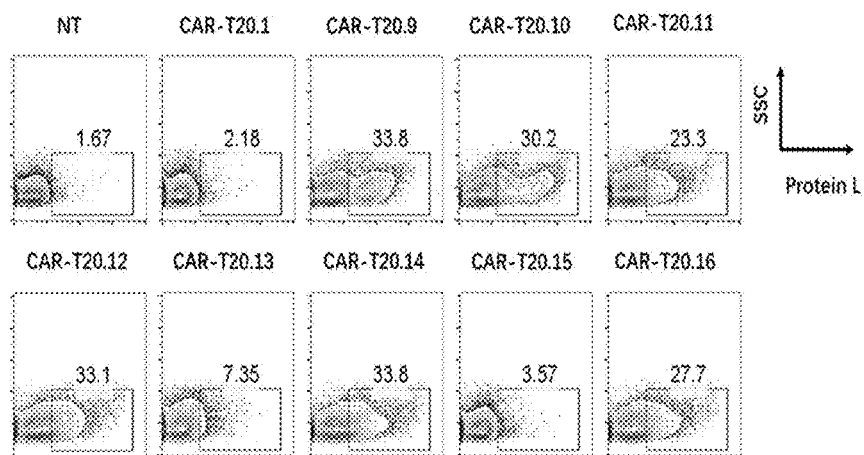 NT CAR-T20.1 CAR-T20.9 CAR-T20.10 CAR-T20.11
1.67 2.18 33.8 30.2 23.3
SSC
Protein L
CAR-T20.12 CAR-T20.13 CAR-T20.14 CAR-T20.15 CAR-T20.16
33.1 7.35 33.8 3.57 27.7